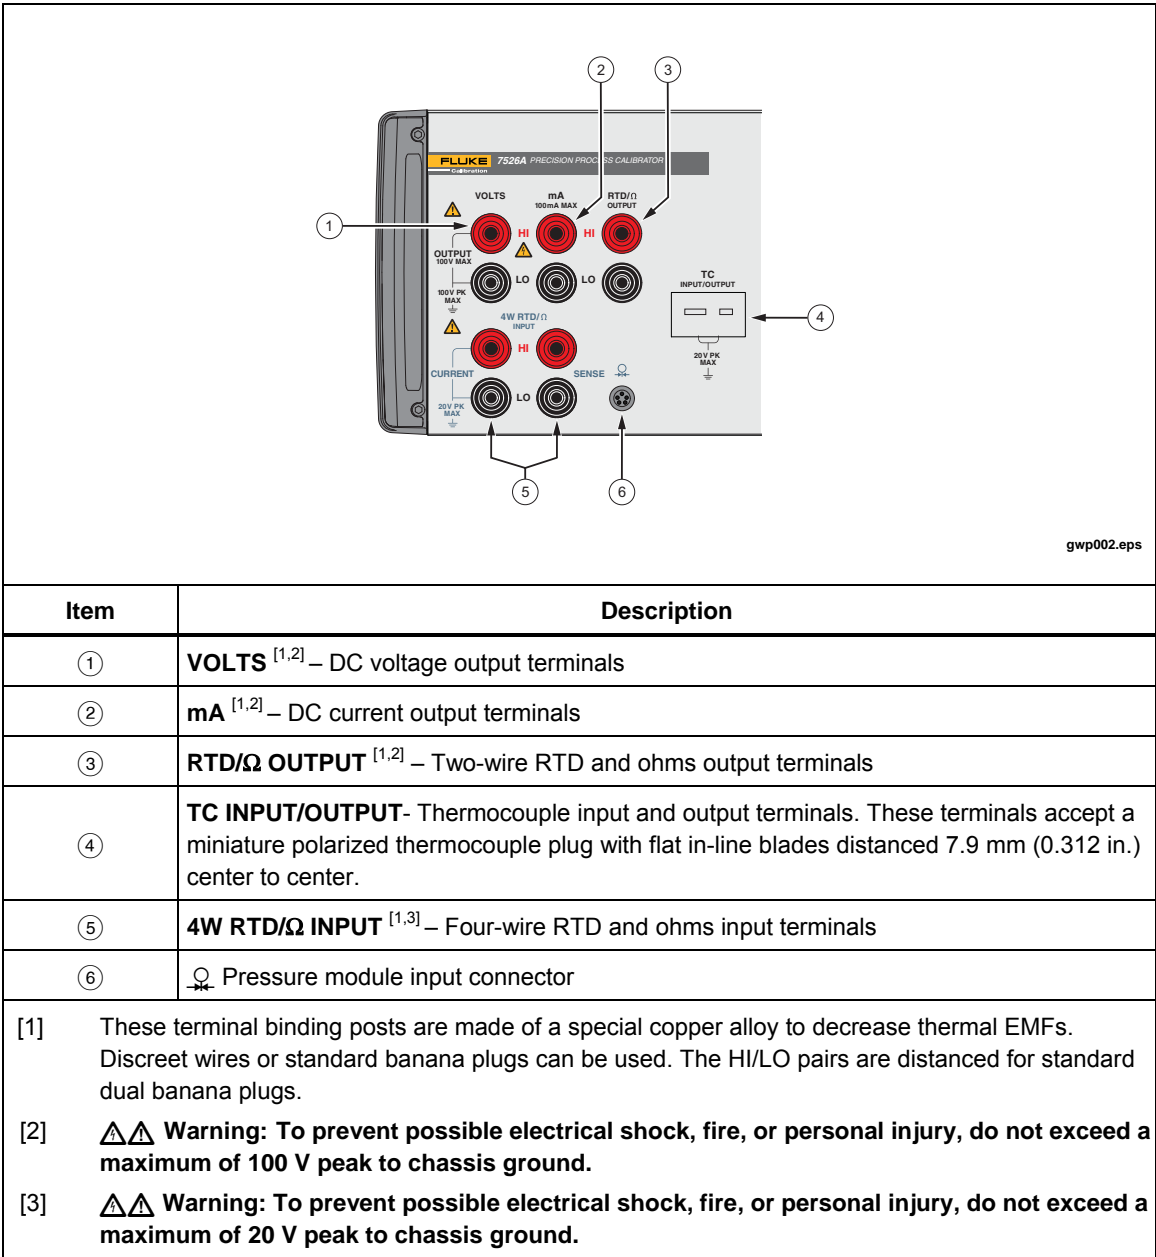 2
3
FLUKE
Calibration
7526A PRECISION PROCESS CALIBRATOR
VOLTS
mA
100mA MAX
RTD/Ω
OUTPUT
1
HI
HI
OUTPUT
100V MAX
LO
LO
100V PK
MAX
TC
INPUT/OUTPUT
4
20V PK
MAX
4W RTD/Ω
INPUT
HI
CURRENT
SENSE
LO
20V PK
MAX
5
6
gwp002.eps
Item Description
1 VOLTS [1,2] – DC voltage output terminals
2 mA [1,2] – DC current output terminals
3 RTD/Ω OUTPUT [1,2] – Two-wire RTD and ohms output terminals
TC INPUT/OUTPUT- Thermocouple input and output terminals. These terminals accept a
4 miniature polarized thermocouple plug with flat in-line blades distanced 7.9 mm (0.312 in.)
center to center.
5 4W RTD/Ω INPUT [1,3] – Four-wire RTD and ohms input terminals
6 Pressure module input connector
[1] These terminal binding posts are made of a special copper alloy to decrease thermal EMFs.
Discreet wires or standard banana plugs can be used. The HI/LO pairs are distanced for standard
dual banana plugs.
[2] Warning: To prevent possible electrical shock, fire, or personal injury, do not exceed a
maximum of 100 V peak to chassis ground.
[3] Warning: To prevent possible electrical shock, fire, or personal injury, do not exceed a
maximum of 20 V peak to chassis ground.